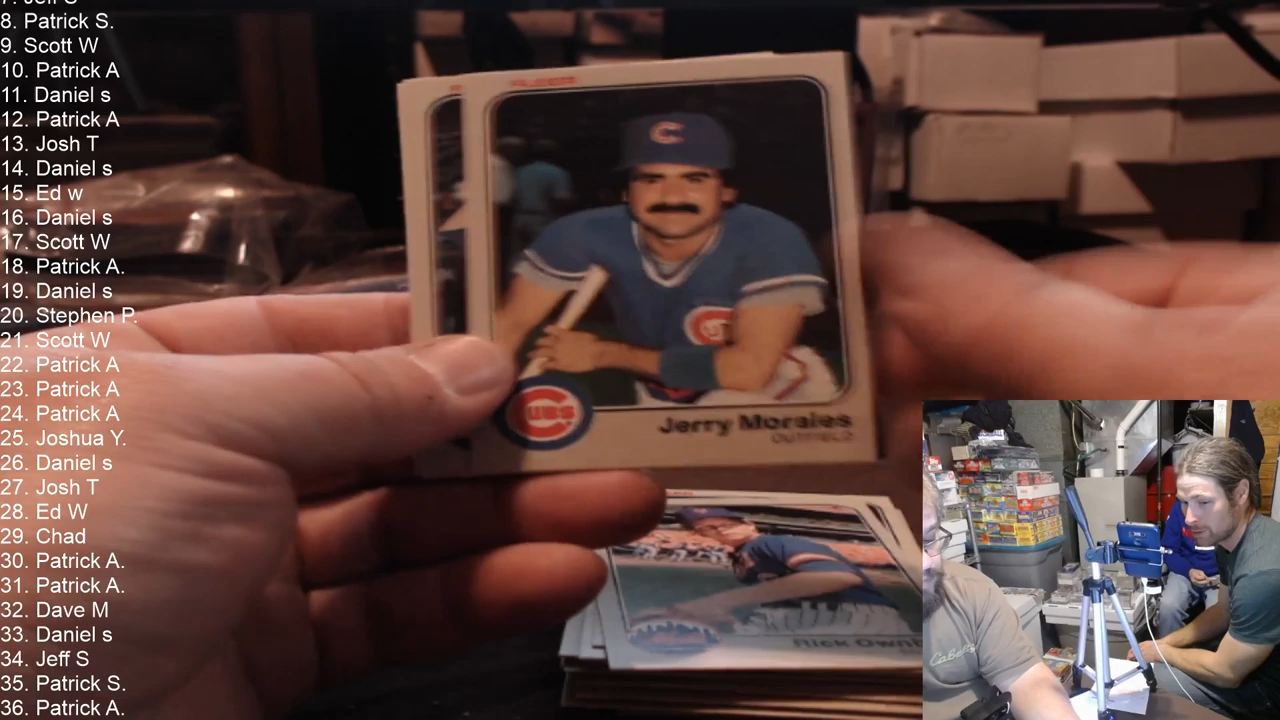 7. Jeff S
8. Patrick S.
9. Scott W
10. Patrick A
11. Daniel s
12. Patrick A
13. Josh T
14. Daniel s
15. Ed w
16. Daniel s
17. Scott W
18. Patrick A.
19. Daniel s
20. Stephen P.
21. Scott W
22. Patrick A
23. Patrick A
24. Patrick A
25. Joshua Y.
26. Daniel s
27. Josh T
28. Ed W
29. Chad
30. Patrick A.
31. Patrick A.
32. Dave M
33. Daniel s
34. Jeff S
35. Patrick S.
36. Patrick A.
C
CUBS
Jerry Morales
OUTFIELD
Rick